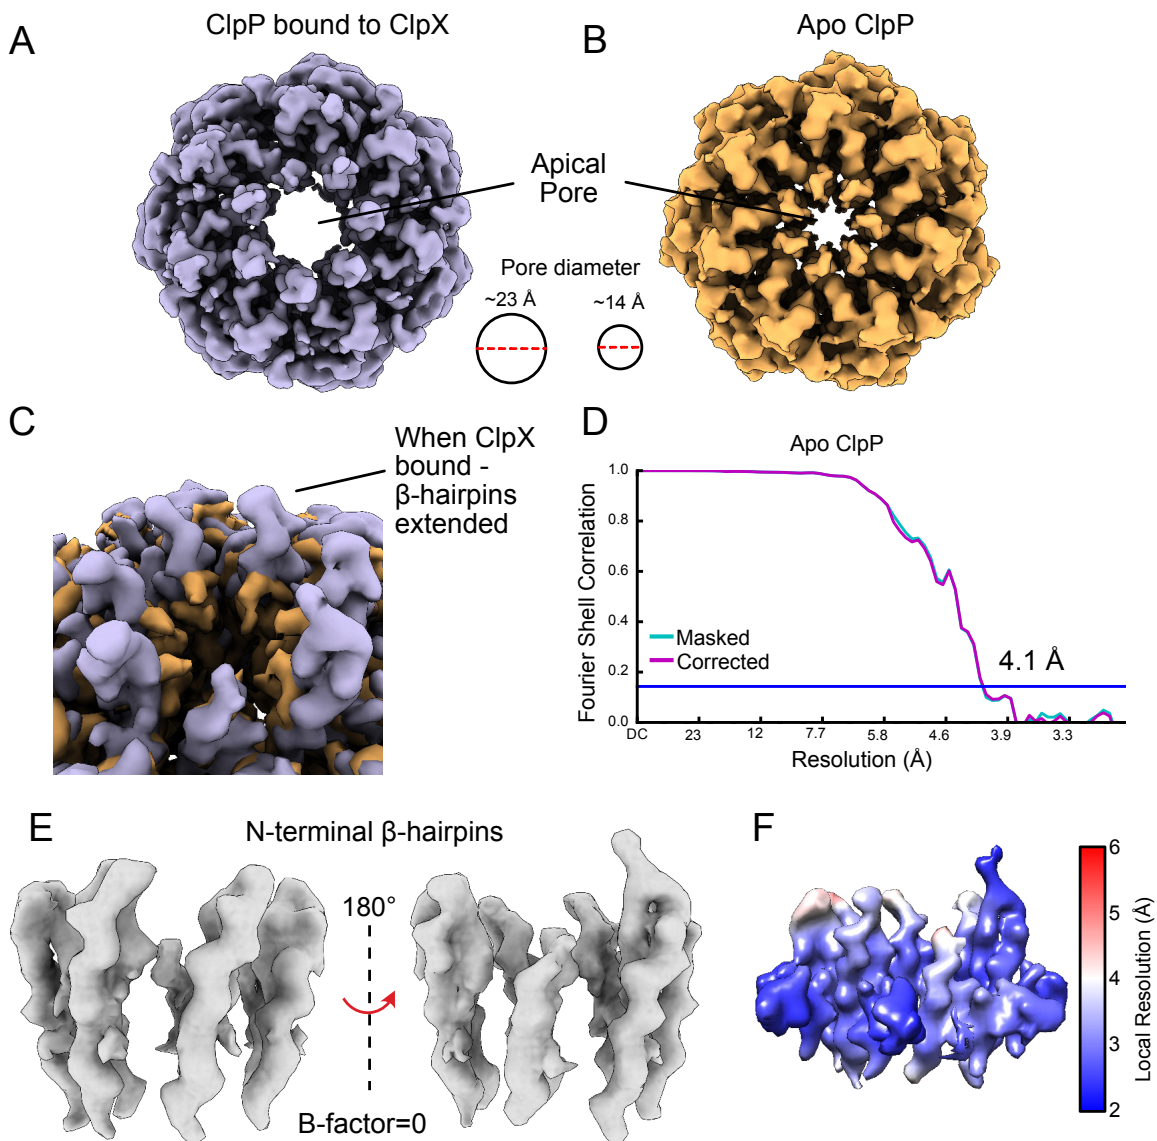 A
ClpP bound to ClpX
B
Apo ClpP
Apical
Pore
Pore diameter
~23 Å
~14 Å
C
When ClpX
bound -
β-hairpins
extended
D
Apo ClpP
Fourier Shell Correlation
1.0
0.8
0.6
0.4
0.2
0.0
Masked
Corrected
4.1 Å
DC 23 12 7.7 5.8 4.6 3.9 3.3
Resolution (Å)
E
N-terminal β-hairpins
180°
B-factor=0
F
6
5
4
3
2
Local Resolution (Å)